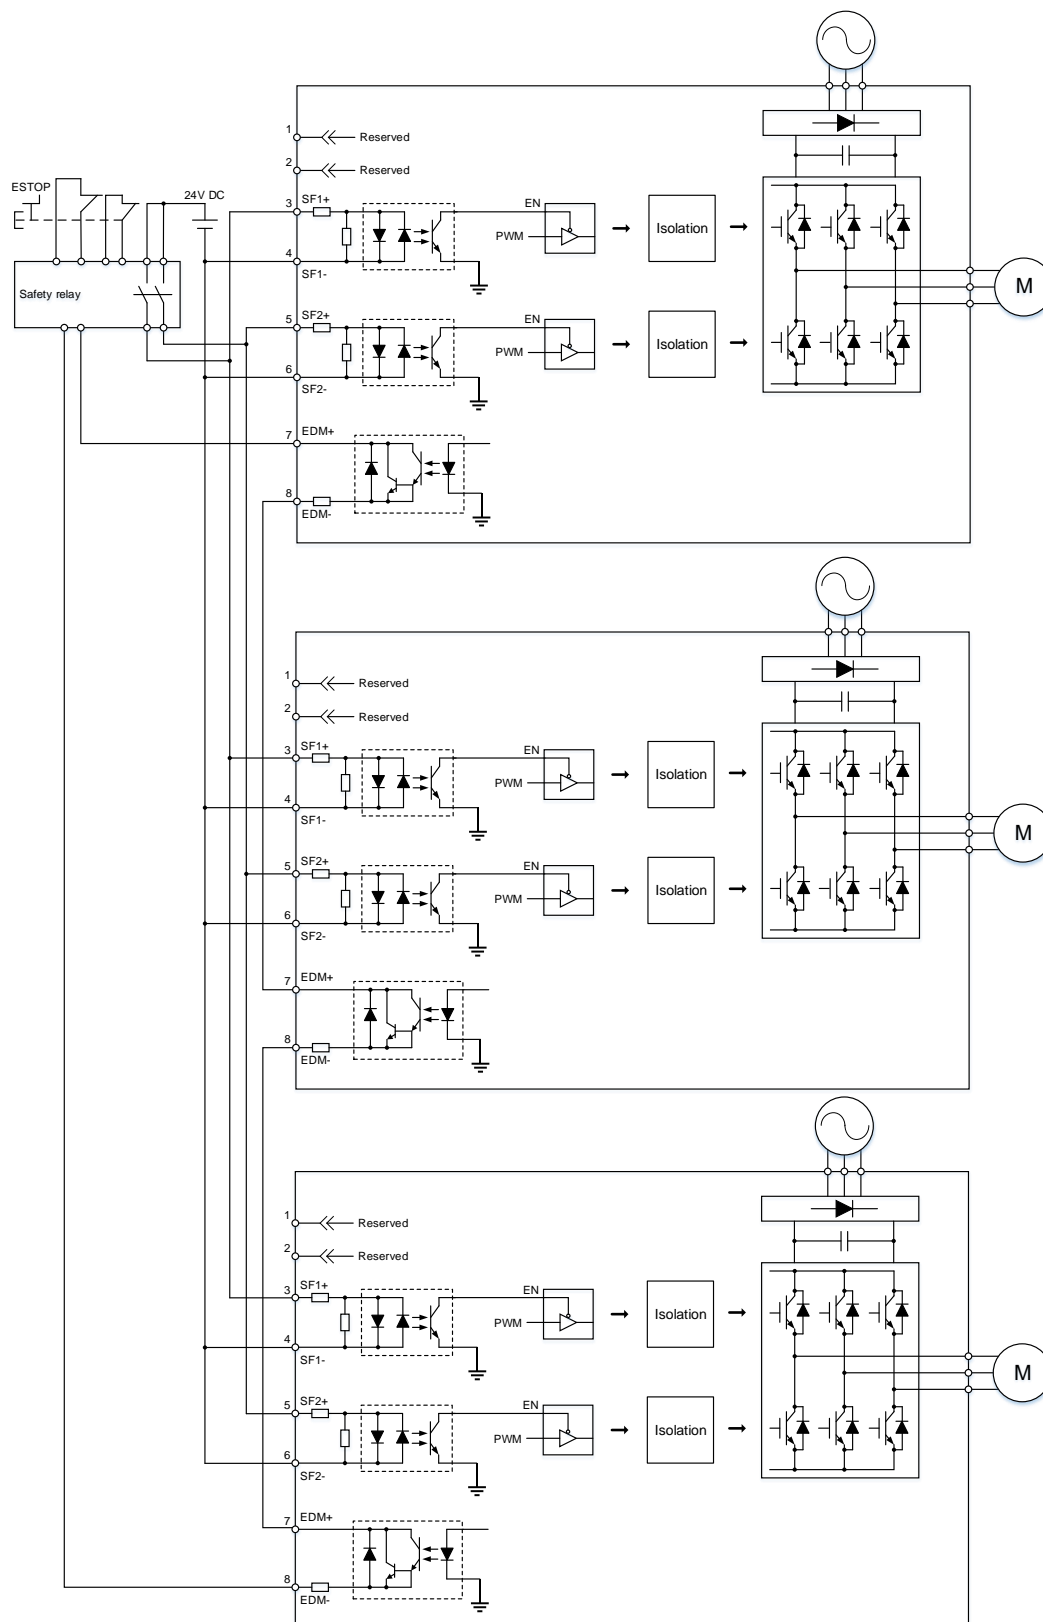 1
Reserved
2
Reserved
ESTOP
24V DC
SF1+
3
EN
PWM
Isolation
4
SF1-
Safety relay
M
SF2+
5
EN
PWM
Isolation
6
SF2-
7
EDM+
8
EDM-
1
Reserved
2
Reserved
SF1+
3
EN
PWM
Isolation
4
SF1-
M
SF2+
5
EN
PWM
Isolation
6
SF2-
7
EDM+
8
EDM-
1
Reserved
2
Reserved
SF1+
3
EN
PWM
Isolation
4
SF1-
M
SF2+
5
EN
PWM
Isolation
6
SF2-
7
EDM+
8
EDM-